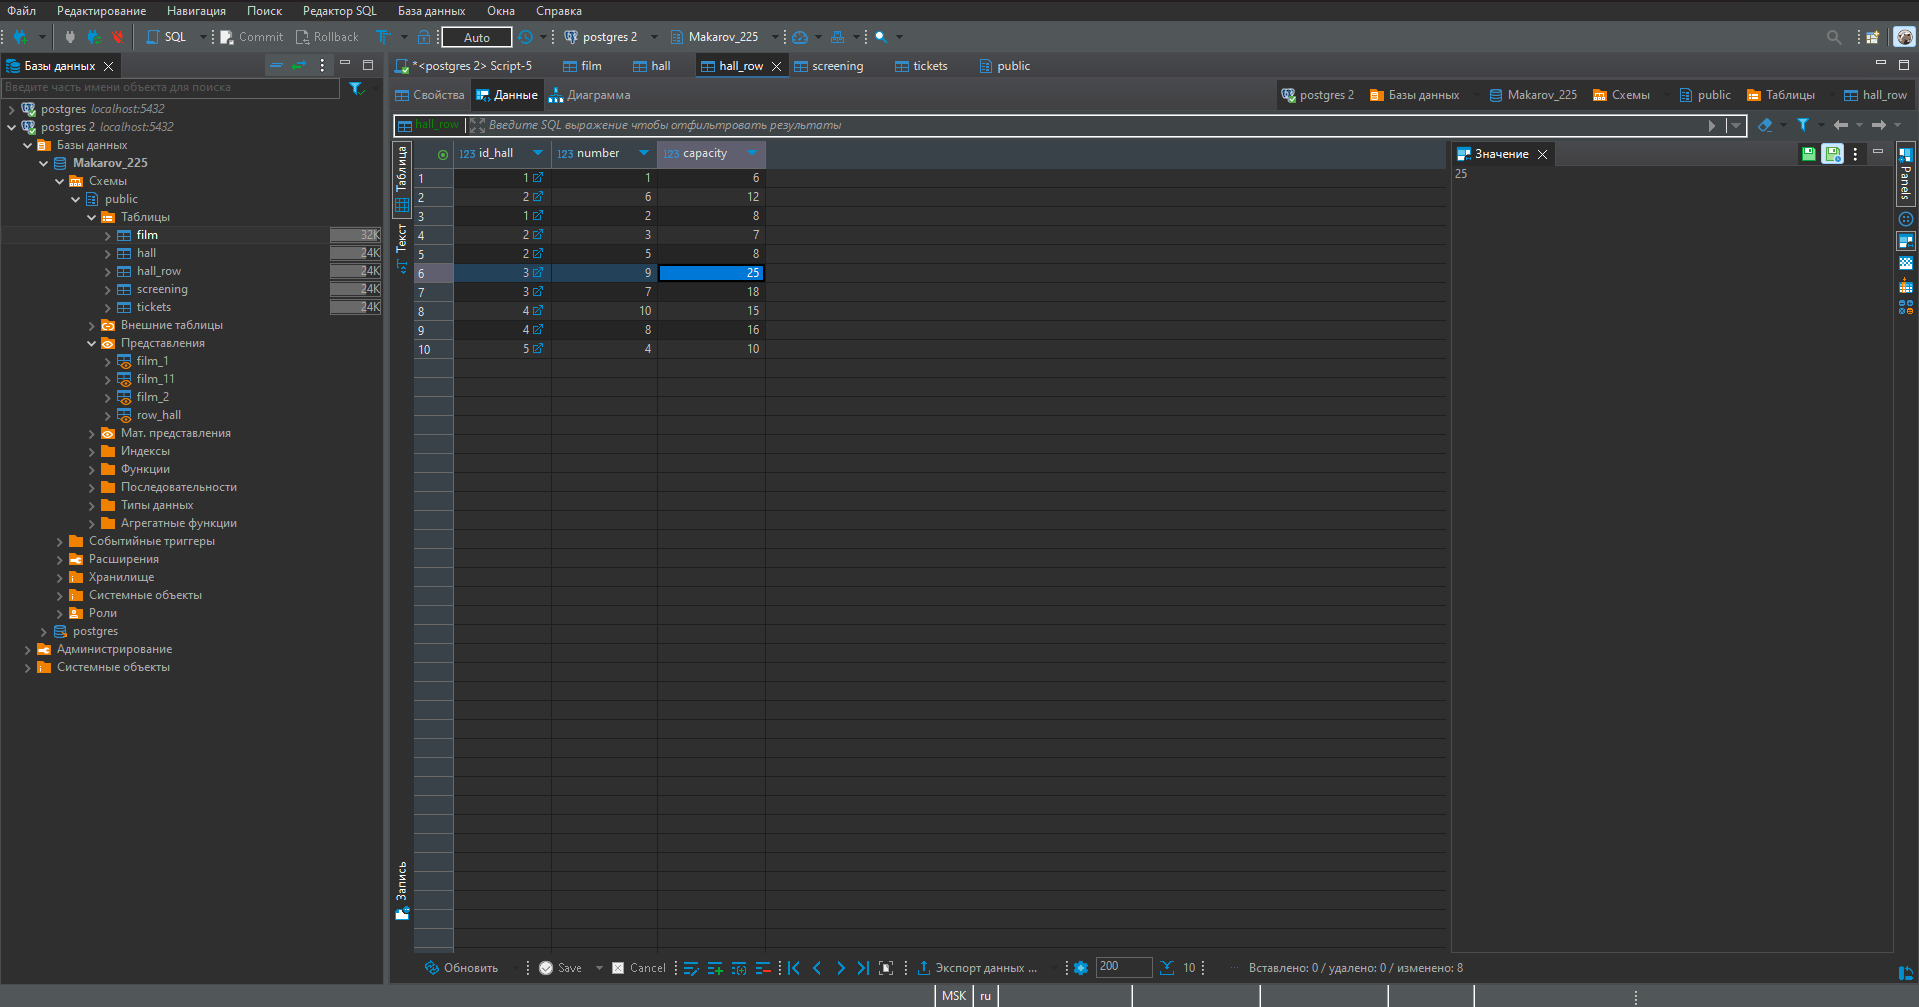 Файл Редактирование Навигация Поиск Редактор SQL База данных Окна Справка
SQL Commit Rollback Auto postgres 2 Makarov_225
Базы данных
Введите часть имени объекта для поиска
postgres localhost:5432
postgres 2 localhost:5432
Базы данных
Makarov_225
Схемы
public
Таблицы
film 32K
hall 24K
hall_row 24K
screening 24K
tickets 24K
Внешние таблицы
Представления
film_1
film_11
film_2
row_hall
Мат. представления
Индексы
Функции
Последовательности
Типы данных
Агрегатные функции
Событийные триггеры
Расширения
Хранилище
Системные объекты
Роли
postgres
Администрирование
Системные объекты
*<postgres 2> Script-5 film hall hall_row screening tickets public
Свойства Данные Диаграмма postgres 2 Базы данных Makarov_225 Схемы public Таблицы hall_row
hall_row Введите SQL выражение чтобы отфильтровать результаты
Таблица
Текст
Запись
123 id_hall 123 number 123 capacity
1 1 1 6
2 2 6 12
3 1 2 8
4 2 3 7
5 2 5 8
6 3 9 25
7 3 7 18
8 4 10 15
9 4 8 16
10 5 4 10
Значение
25
Panels
Обновить Save Cancel Экспорт данных ... 200 10 Вставлено: 0 / удалено: 0 / изменено: 8
MSK ru